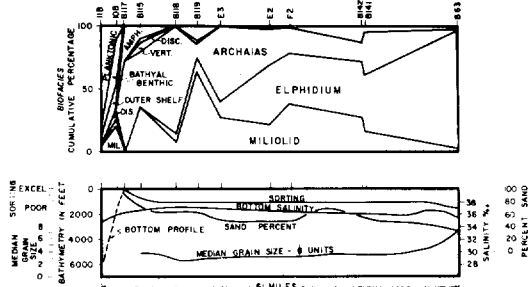 11B 10B B117 B115 B118 B119 E3 E2 F2 B142 B141 B63
BIOFACIES
CUMULATIVE PERCENTAGE
100
50
0
PLANKTONIC
AMPH.
DISC.
VERT.
ARCHAIAS
BATHYAL
BENTHIC
ELPHIDIUM
OUTER SHELF
DIS.
MIL
MILIOLID
SORTING
EXCEL
POOR
MEDIAN
GRAIN
SIZE
8
6
4
2
0
BATHYMETRY IN FEET
0
2000
4000
6000
SORTING
BOTTOM SALINITY
BOTTOM PROFILE
SAND PERCENT
MEDIAN GRAIN SIZE - ϕ UNITS
38
36
34
32
30
28
SALINITY ‰
100
80
60
40
20
0
PERCENT SAND
61 MILES